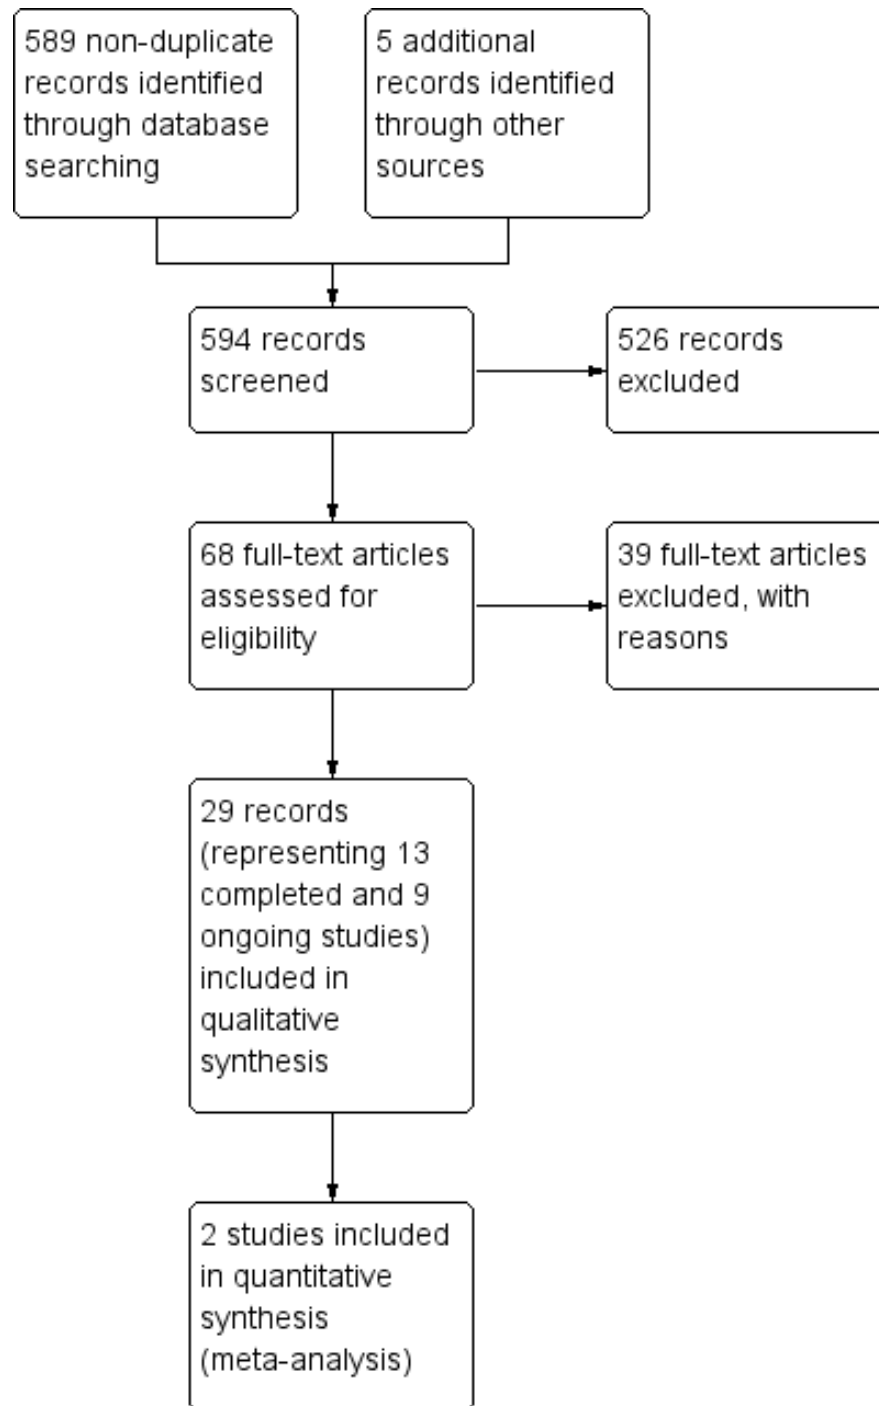 589 non-duplicate
records identified
through database
searching
5 additional
records identified
through other
sources
594 records
screened
526 records
excluded
68 full-text articles
assessed for
eligibility
39 full-text articles
excluded, with
reasons
29 records
(representing 13
completed and 9
ongoing studies)
included in
qualitative
synthesis
2 studies included
in quantitative
synthesis
(meta-analysis)